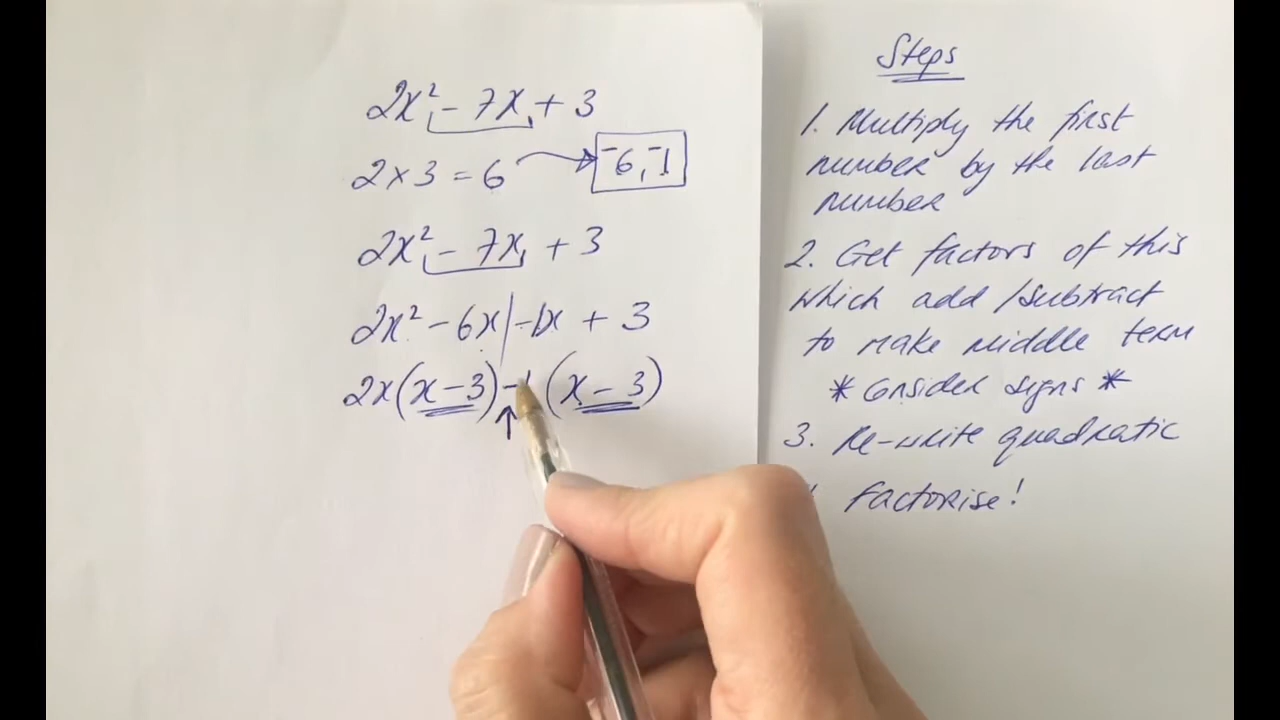 2x² - 7x + 3
2 × 3 = 6 → ⁻6, ⁻1
2x² - 7x + 3
2x² - 6x | -1x + 3
2x(x - 3) -1 (x - 3)
↑
Steps
1. Multiply the first
number by the last
number
2. Get factors of this
which add /subtract
to make middle term
* Consider signs *
3. Re-write quadratic
Factorise!